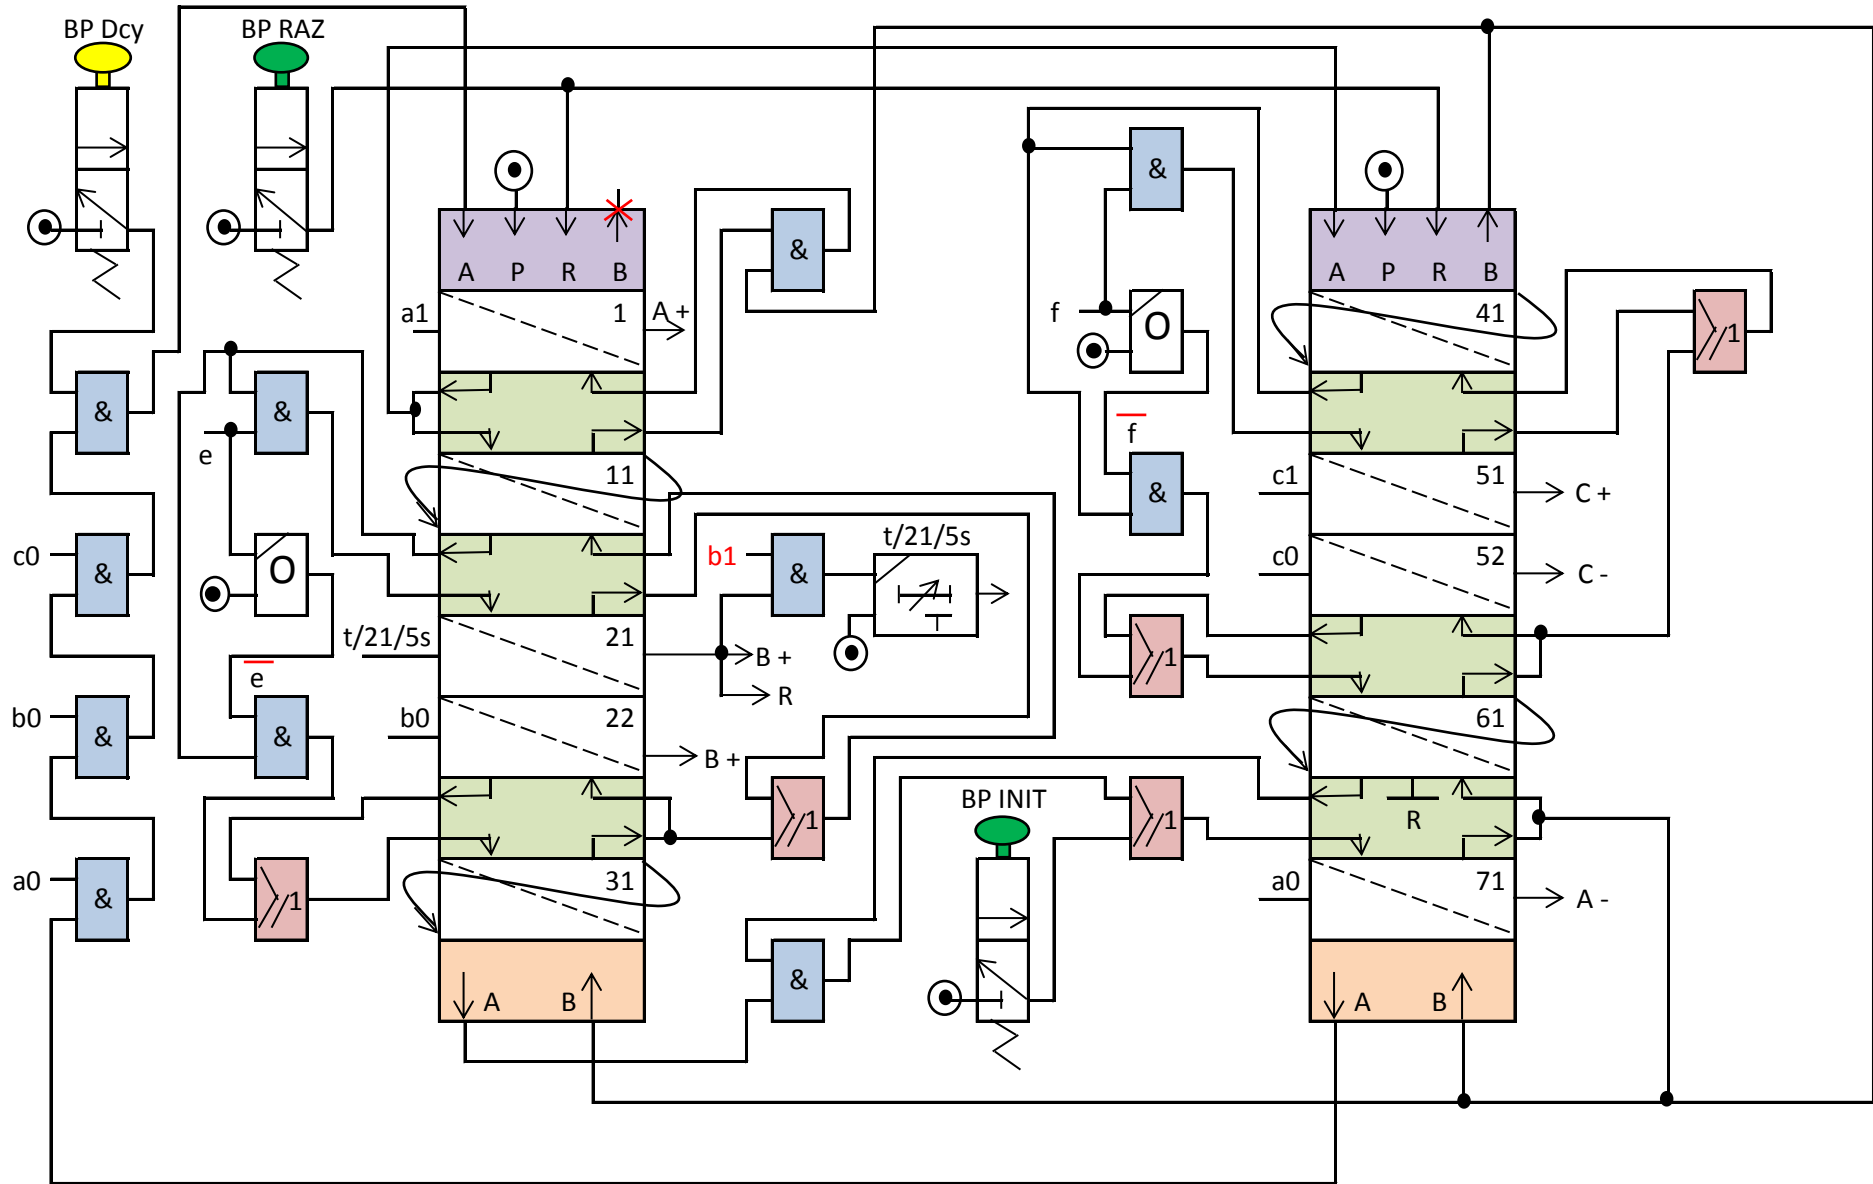 BP Dcy
BP RAZ
A P R B
A P R B
a1
1
A +
&
&
f
O
41
≥1
f
e
&
&
11
c1
51
C +
c0
&
O
b1
&
t/21/5s
c0
52
C -
t/21/5s
21
B +
R
≥1
e
b0
&
&
b0
22
B +
61
BP INIT
≥1
≥1
R
a0
&
≥1
31
a0
71
A -
&
A B
A B
&
&